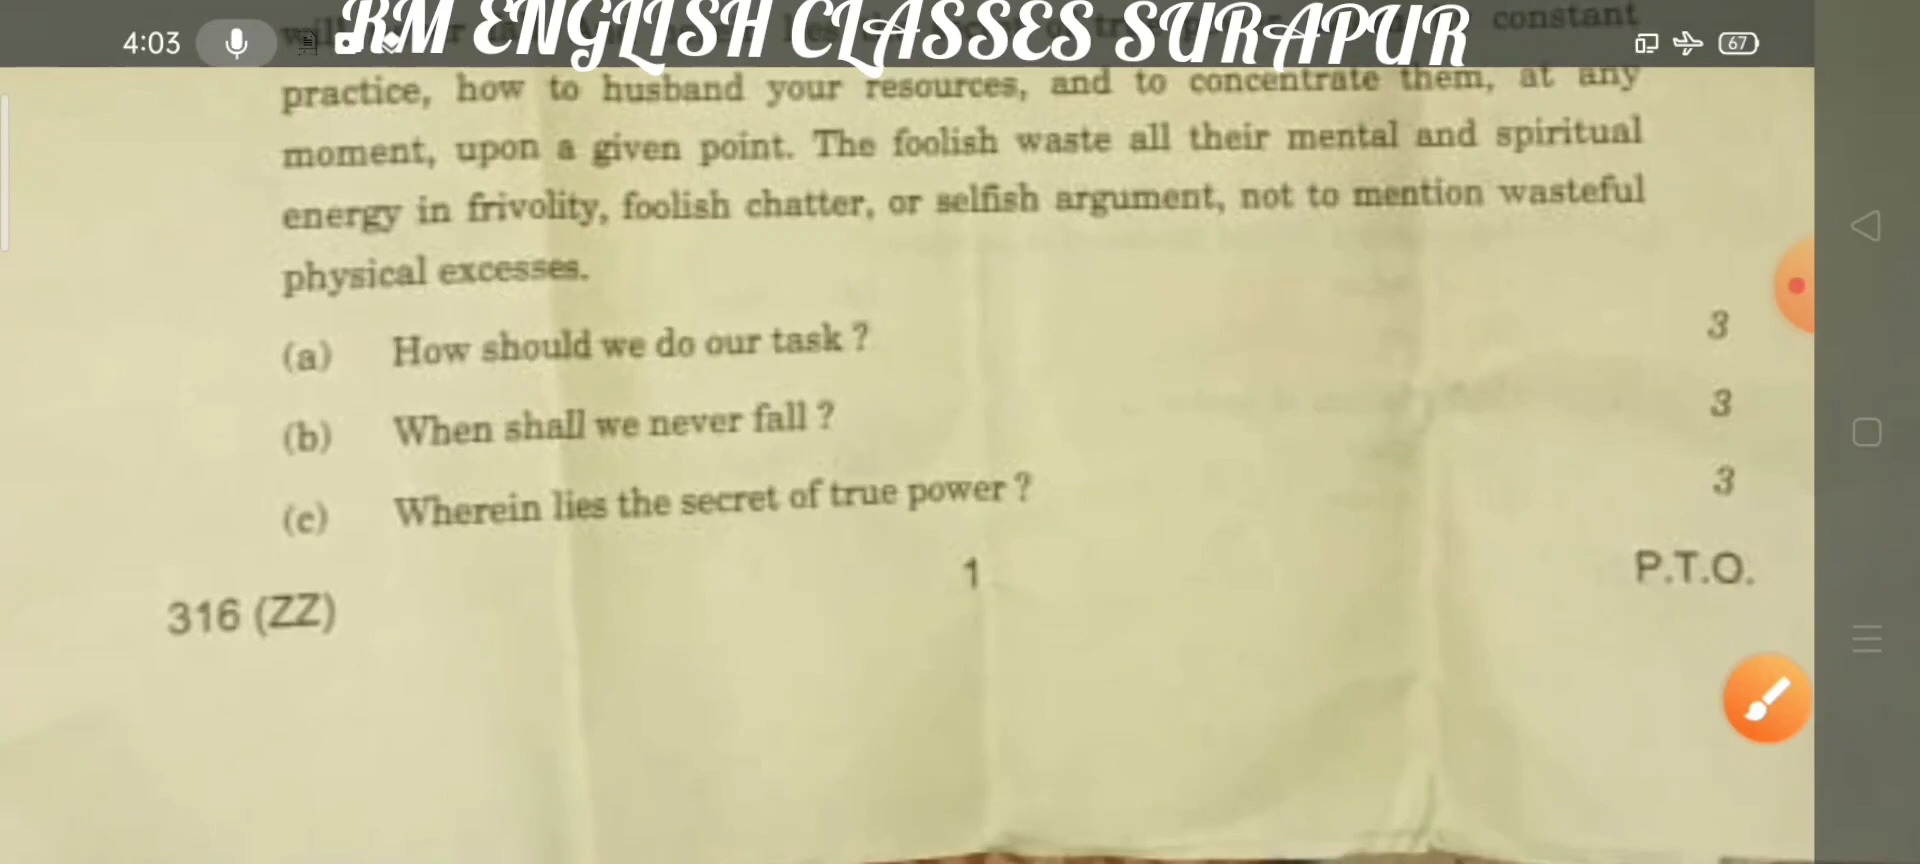 RM ENGLISH CLASSES SURAPUR
4:03
67
constant
practice, how to husband your resources, and to concentrate them, at any
moment, upon a given point. The foolish waste all their mental and spiritual
energy in frivolity, foolish chatter, or selfish argument, not to mention wasteful
physical excesses.
(a) How should we do our task ? 3
(b) When shall we never fall ? 3
(c) Wherein lies the secret of true power ? 3
316 (ZZ) 1 P.T.O.